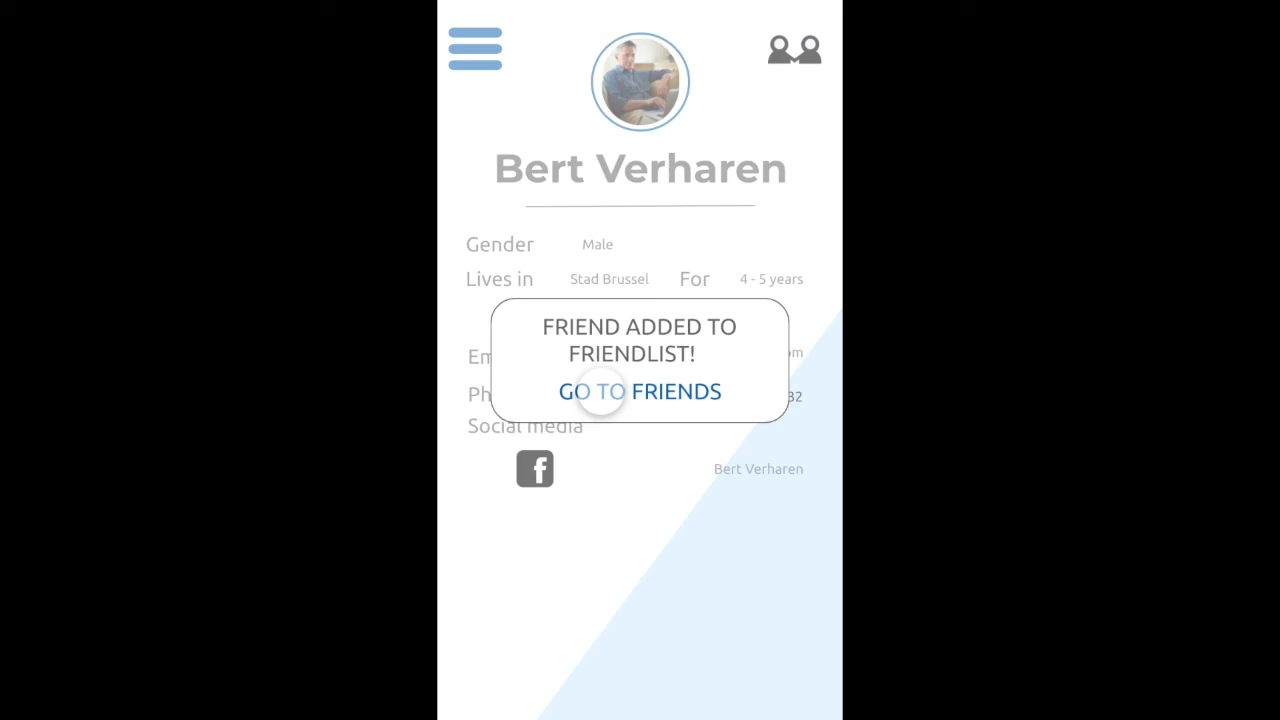 Bert Verharen
Gender Male
Lives in Stad Brussel For 4 - 5 years
FRIEND ADDED TO
FRIENDLIST!
GO TO FRIENDS
32
Social media
Bert Verharen